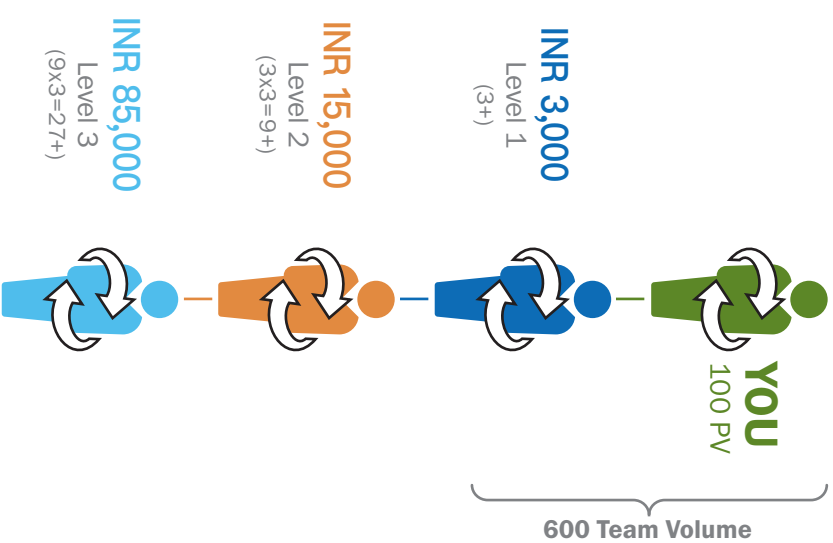 YOU
100 PV
INR 3,000
Level 1
(3+)
INR 15,000
Level 2
(3x3=9+)
INR 85,000
Level 3
(9x3=27+)
600 Team Volume